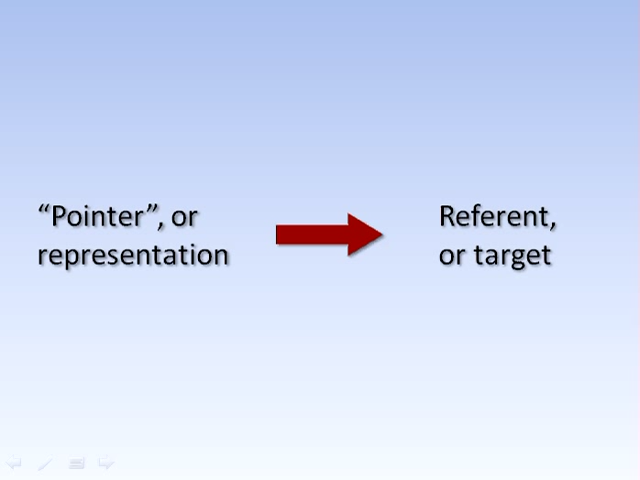 “Pointer”, or
representation
Referent,
or target